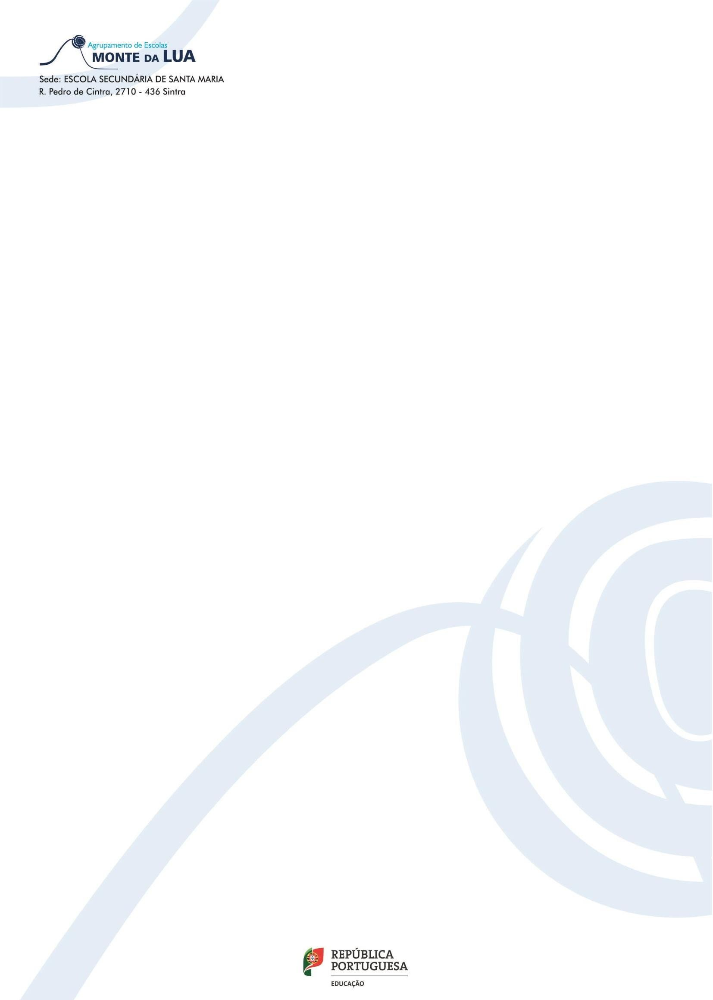 Agrupamento de Escolas
MONTE DA LUA
Sede: ESCOLA SECUNDÁRIA DE SANTA MARIA
R. Pedro de Cintra, 2710 - 436 Sintra
REPÚBLICA
PORTUGUESA
EDUCAÇÃO